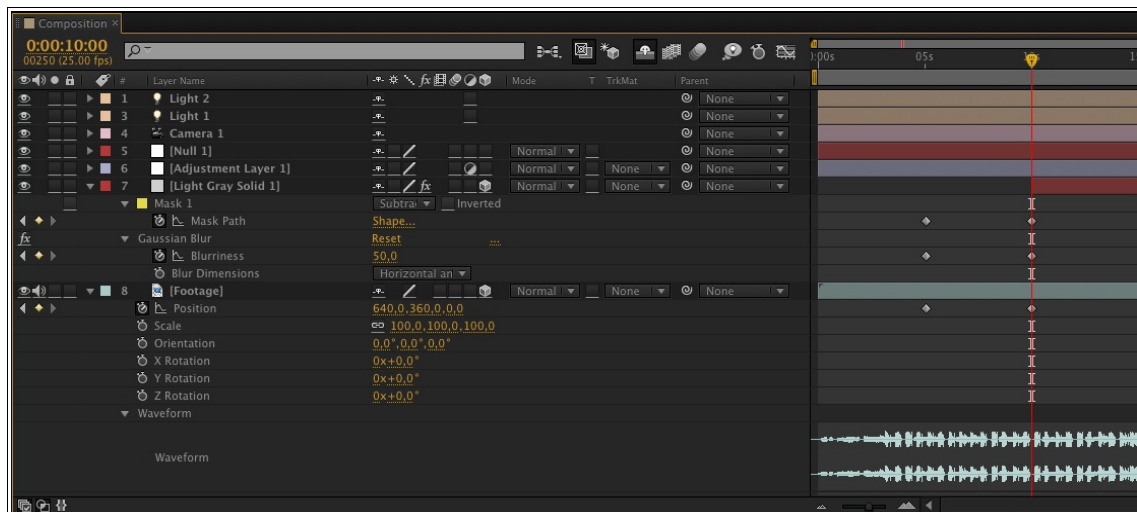 Composition ×
0:00:10:00
00250 (25.00 fps)
05s
# Layer Name Mode T TrkMat Parent
1 Light 2 None
3 Light 1 None
4 Camera 1 None
5 [Null 1] Normal None
6 [Adjustment Layer 1] Normal None None
7 [Light Gray Solid 1] fx Normal None None
Mask 1 Subtra Inverted
Mask Path Shape...
fx Gaussian Blur Reset ...
Blurriness 50,0
Blur Dimensions Horizontal an
8 [Footage] Normal None None
Position 640,0,360,0,0,0
Scale 100,0,100,0,100,0
Orientation 0,0°,0,0°,0,0°
X Rotation 0x+0,0°
Y Rotation 0x+0,0°
Z Rotation 0x+0,0°
Waveform
Waveform